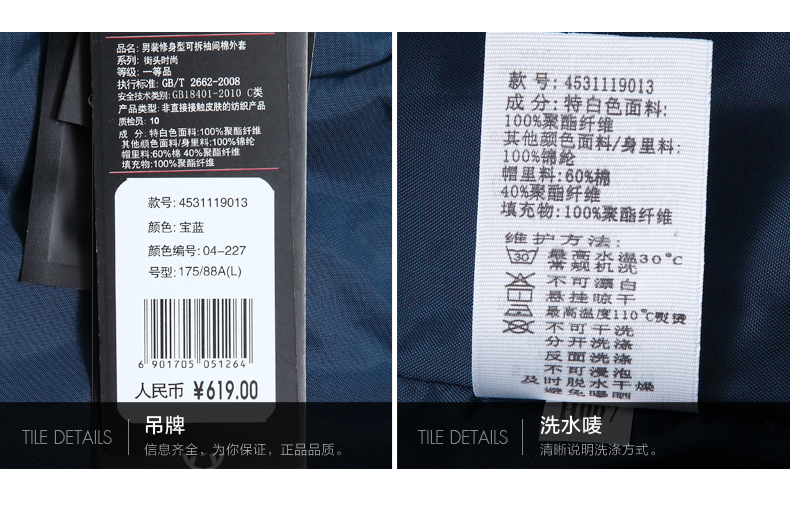 品名: 男装修身型可拆袖间棉外套
系列: 街头时尚
等级: 一等品
执行标准: GB/T 2662-2008
安全技术类别: GB18401-2010 C类
产品类型: 非直接接触皮肤的纺织产品
质检员: 10
成 分: 特白色面料:100%聚酯纤维
其他颜色面料/身里料:100%锦纶
帽里料:60%棉 40%聚酯纤维
填充物:100%聚酯纤维
款号: 4531119013
颜色: 宝蓝
颜色编号: 04-227
号型: 175/88A(L)
6 901705 051264
人民币 ¥619.00
TILE DETAILS
吊牌
信息齐全,为你保证,正品品质。
款 号: 4531119013
成 分: 特白色面料:
100%聚酯纤维
其他颜色面料/身里料:
100%锦纶
帽里料:60%棉
40%聚酯纤维
填充物:100%聚酯纤维
维护方法:
30
最高水温30°C
常规机洗
不可漂白
悬挂晾干
最高温度110°C熨烫
不可干洗
分开洗涤
反面洗涤
不可浸泡
及时脱水干燥
避免曝晒
TILE DETAILS
洗水唛
清晰说明洗涤方式。